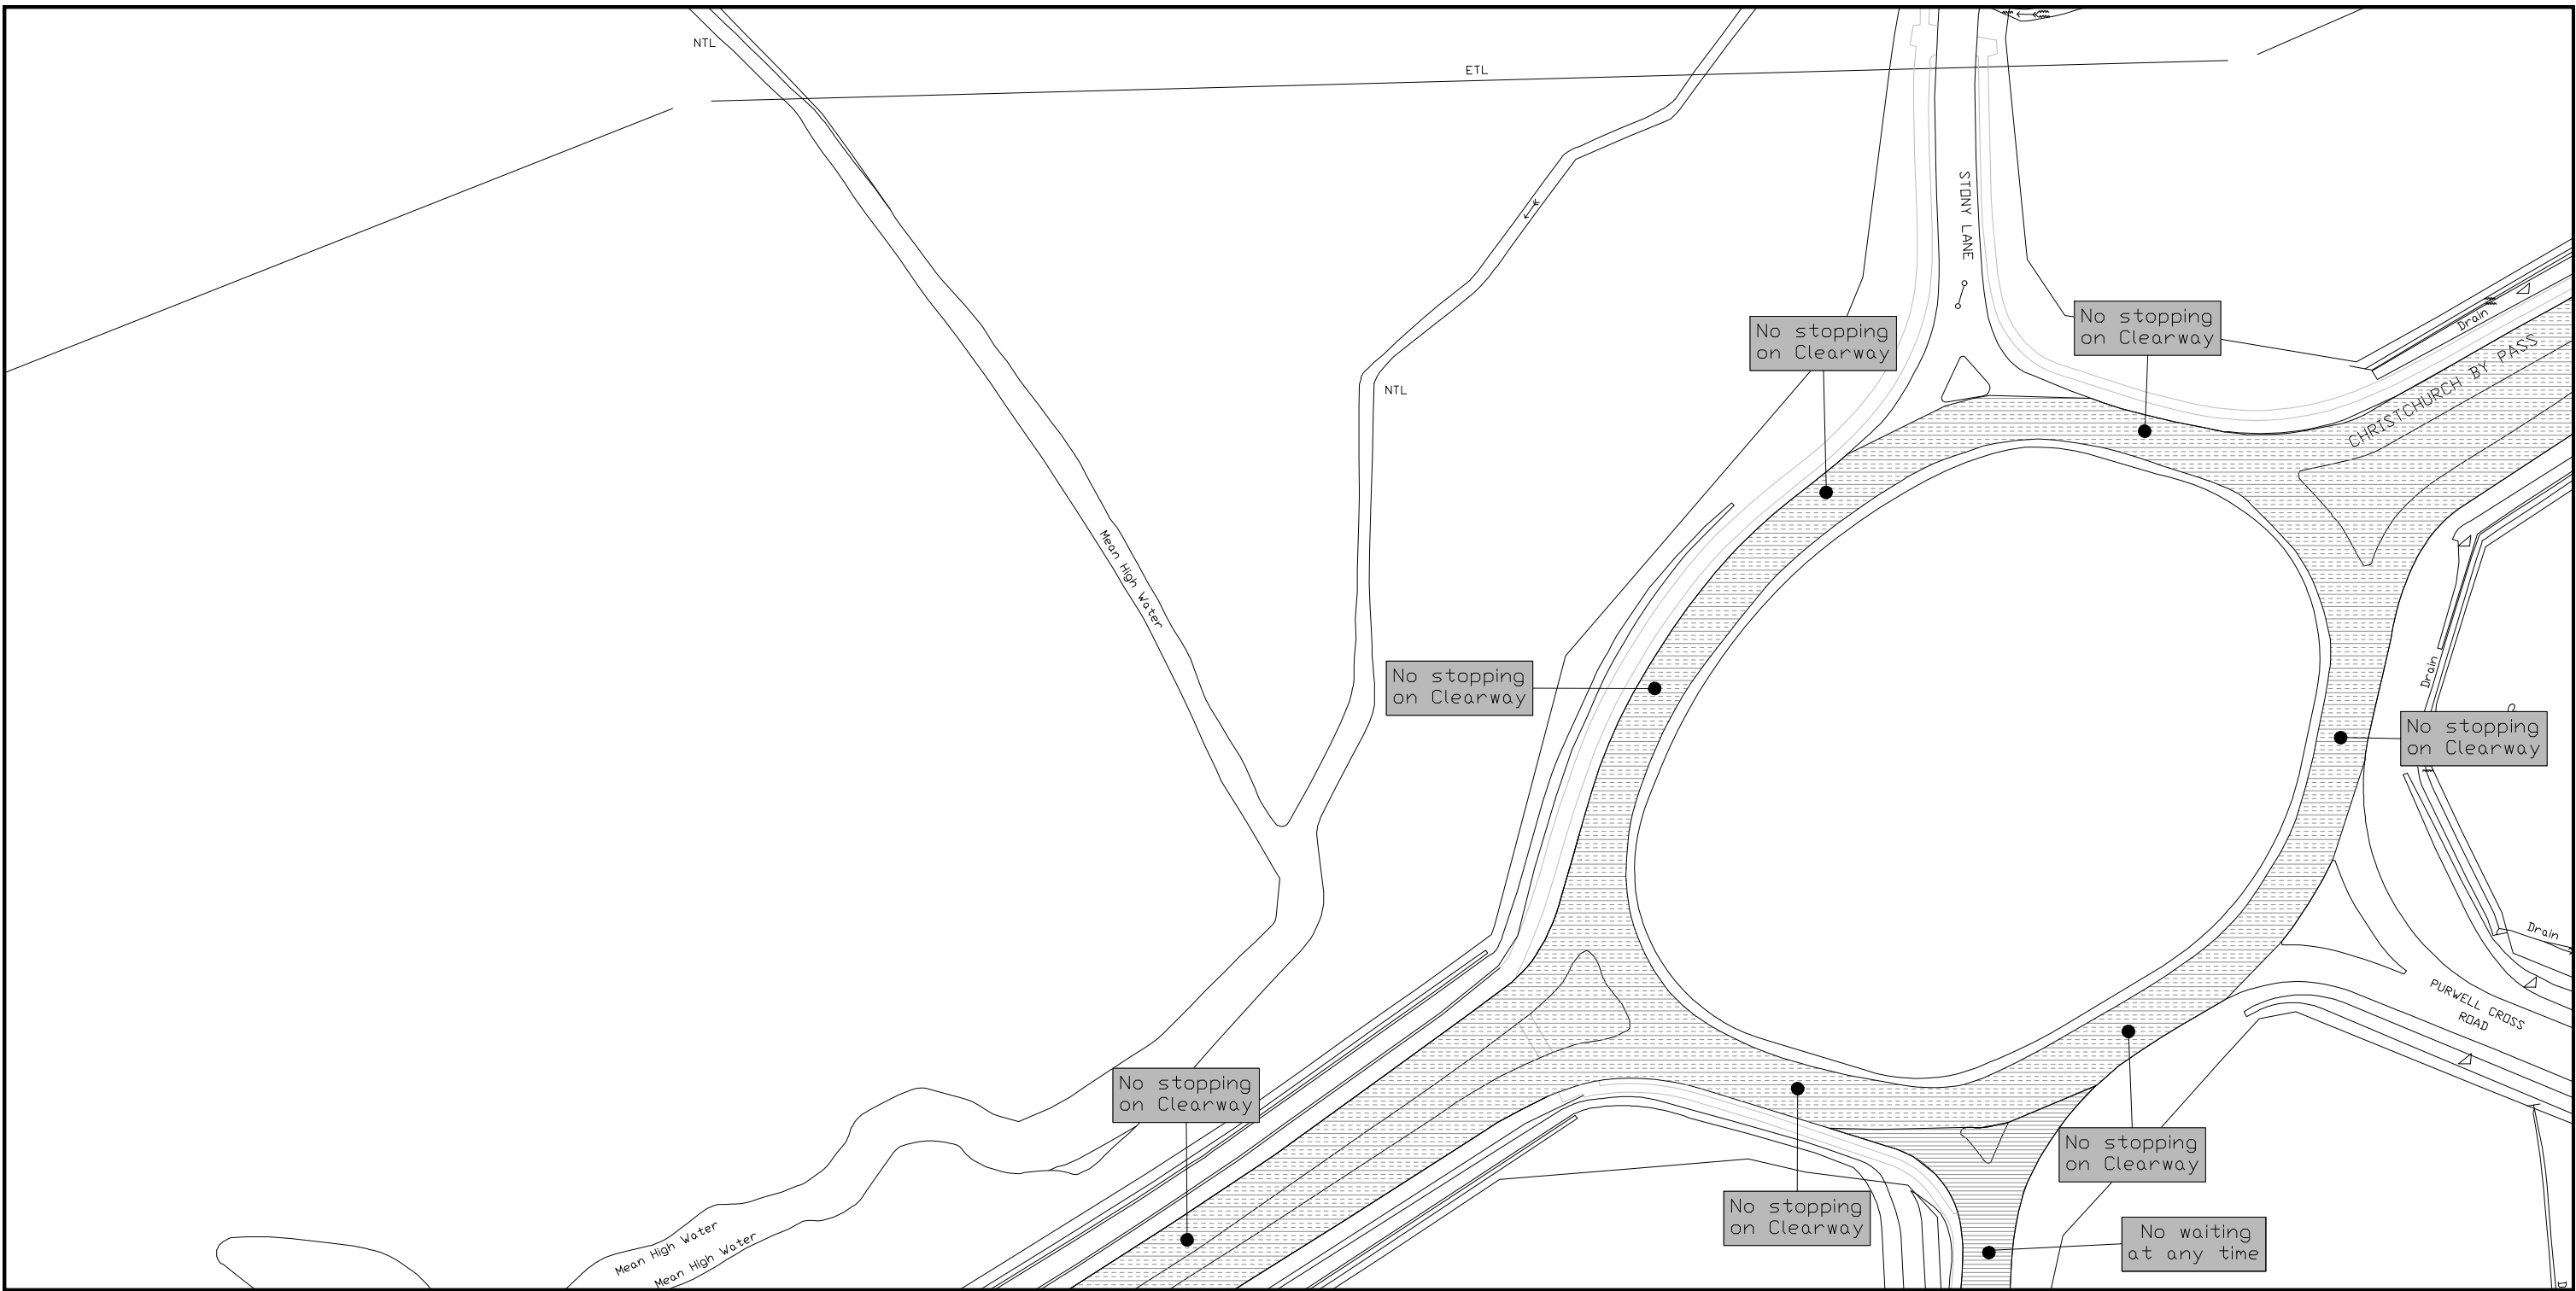 NTL
ETL
STONY LANE
No stopping
on Clearway
No stopping
on Clearway
Drain
CHRISTCHURCH BY PASS
NTL
Mean High Water
No stopping
on Clearway
Drain
No stopping
on Clearway
Drain
PURWELL CROSS
ROAD
No stopping
on Clearway
No stopping
on Clearway
No stopping
on Clearway
No waiting
at any time
Mean High Water
Mean High Water